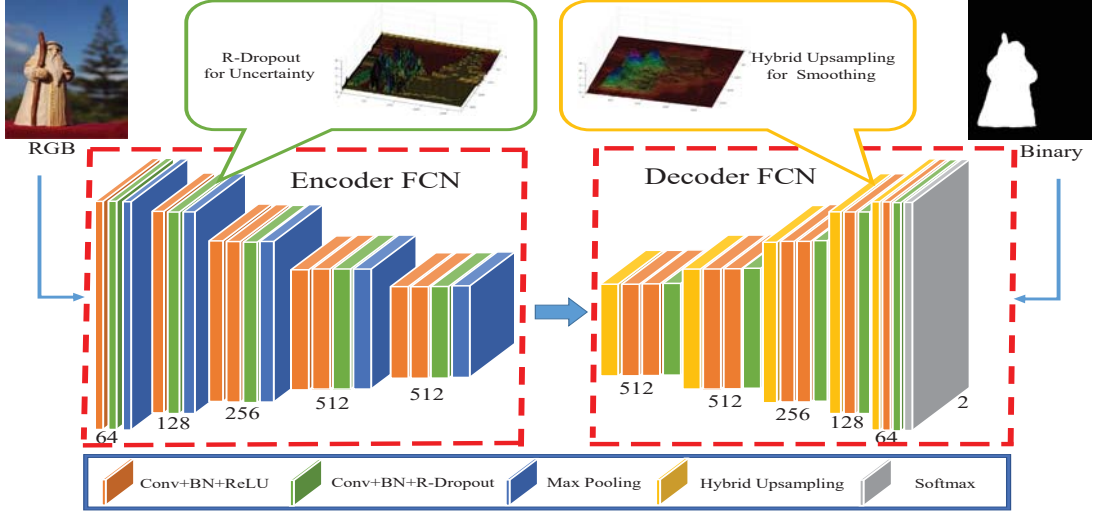 R-Dropout
for Uncertainty
Hybrid Upsampling
for Smoothing
RGB
Binary
Encoder FCN
Decoder FCN
64
128
256
512
512
512
512
256
128
64
2
Conv+BN+ReLU
Conv+BN+R-Dropout
Max Pooling
Hybrid Upsampling
Softmax